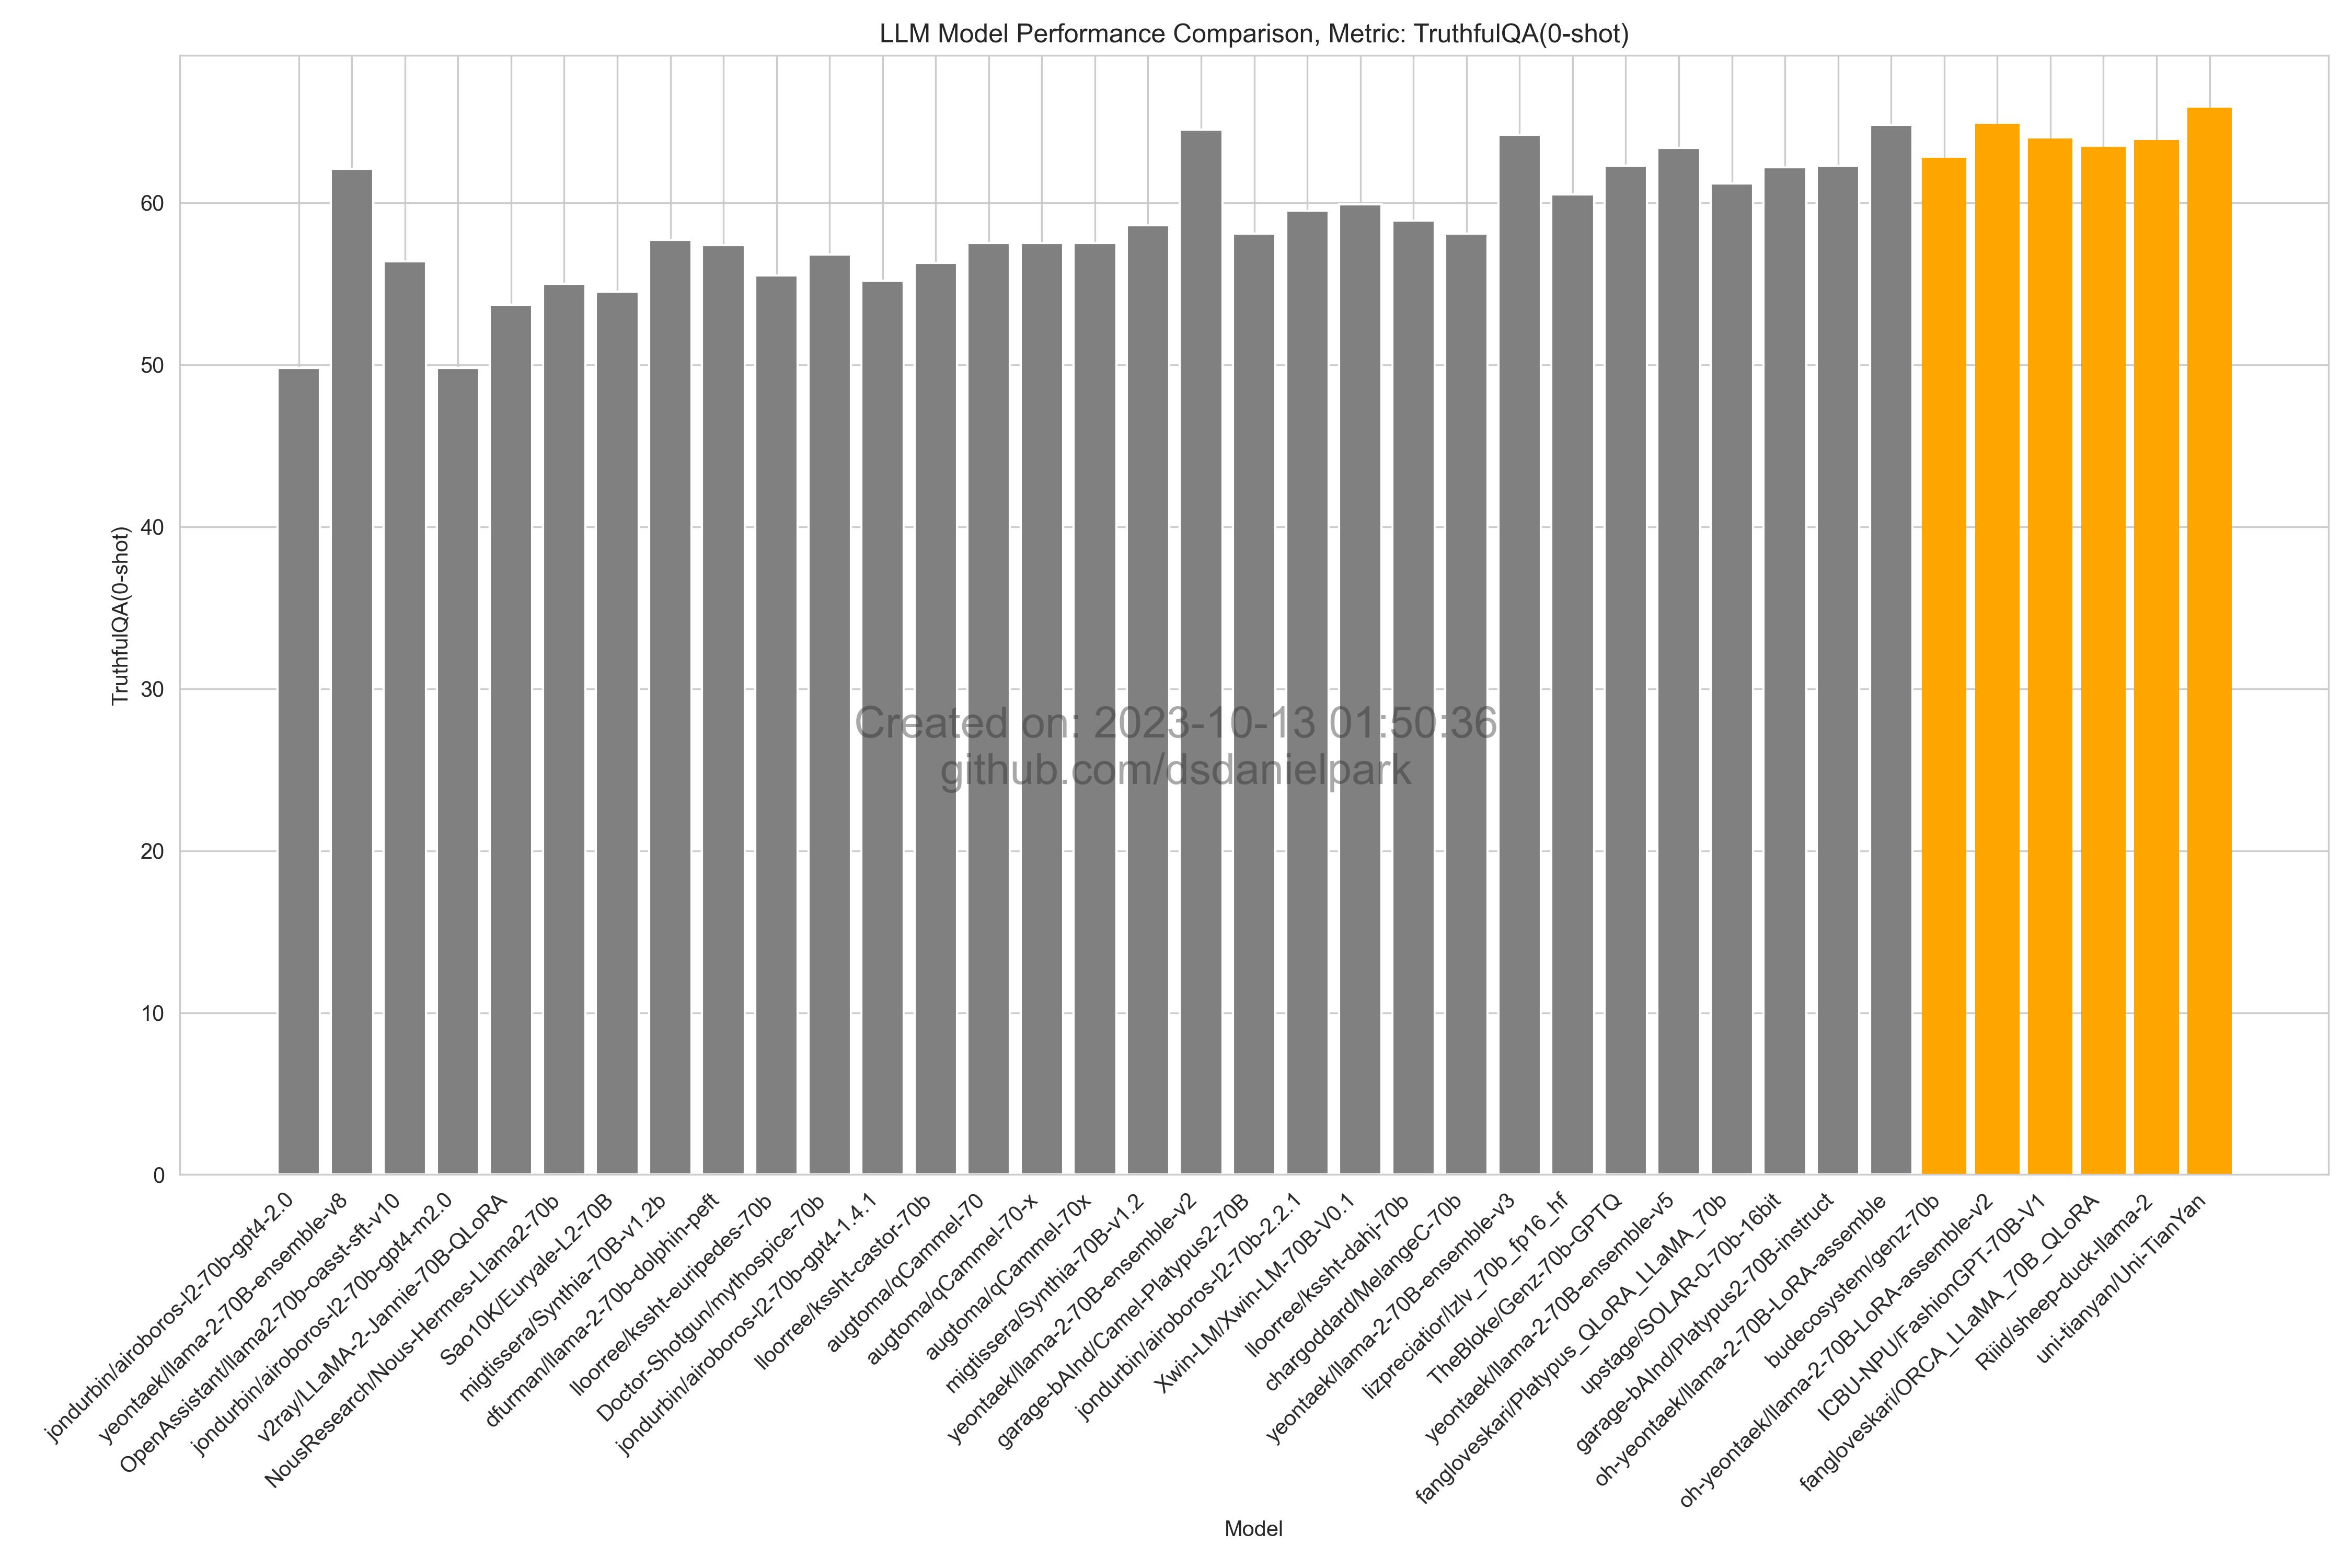 LLM Model Performance Comparison, Metric: TruthfulQA(0-shot)
TruthfulQA(0-shot)
60
50
40
30
20
10
0
Created on: 2023-10-13 01:50:36
github.com/dsdanielpark
jondurbin/airoboros-l2-70b-gpt4-2.0
yeontaek/llama-2-70B-ensemble-v8
OpenAssistant/llama2-70b-oasst-sft-v10
jondurbin/airoboros-l2-70b-gpt4-m2.0
v2ray/LLaMA-2-Jannie-70B-QLoRA
NousResearch/Nous-Hermes-Llama2-70b
Sao10K/Euryale-L2-70B
migtissera/Synthia-70B-v1.2b
dfurman/llama-2-70b-dolphin-peft
lloorree/kssht-euripedes-70b
Doctor-Shotgun/mythospice-70b
jondurbin/airoboros-l2-70b-gpt4-1.4.1
lloorree/kssht-castor-70b
augtoma/qCammel-70
augtoma/qCammel-70-x
augtoma/qCammel-70x
migtissera/Synthia-70B-v1.2
yeontaek/llama-2-70B-ensemble-v2
garage-bAInd/Camel-Platypus2-70B
jondurbin/airoboros-l2-70b-2.2.1
Xwin-LM/Xwin-LM-70B-V0.1
lloorree/kssht-dahj-70b
chargoddard/MelangeC-70b
yeontaek/llama-2-70B-ensemble-v3
lizpreciatior/lzlv_70b_fp16_hf
TheBloke/Genz-70b-GPTQ
yeontaek/llama-2-70B-ensemble-v5
fangloveskari/Platypus_QLoRA_LLaMA_70b
upstage/SOLAR-0-70b-16bit
garage-bAInd/Platypus2-70B-instruct
oh-yeontaek/llama-2-70B-LoRA-assemble
budecosystem/genz-70b
oh-yeontaek/llama-2-70B-LoRA-assemble-v2
ICBU-NPU/FashionGPT-70B-V1
fangloveskari/ORCA_LLaMA_70B_QLoRA
Riiid/sheep-duck-llama-2
uni-tianyan/Uni-TianYan
Model